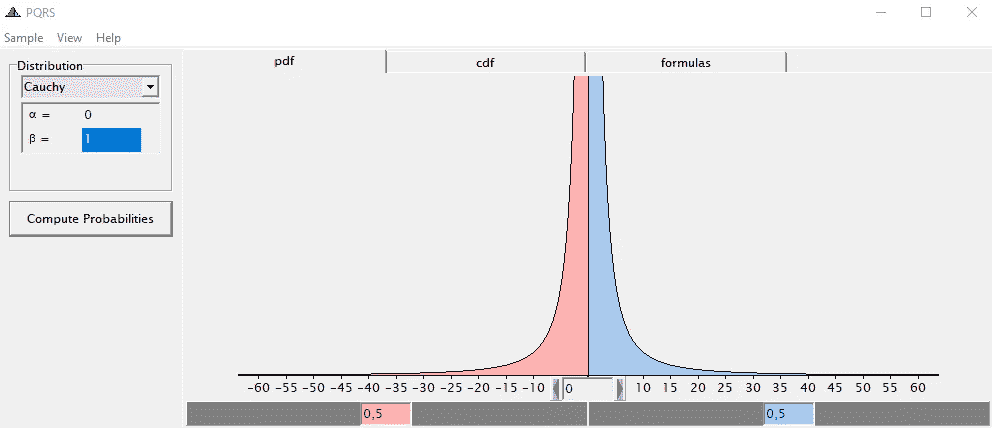 PQRS
Sample View Help
pdf cdf formulas
Distribution
Cauchy
α = 0
β = 1
Compute Probabilities
-60 -55 -50 -45 -40 -35 -30 -25 -20 -15 -10 0 10 15 20 25 30 35 40 45 50 55 60
0,5 0,5